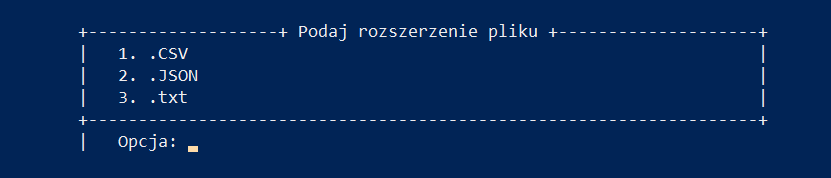 +-------------------+ Podaj rozszerzenie pliku +--------------------+
|   1. .CSV                                                         |
|   2. .JSON                                                        |
|   3. .txt                                                         |
+-------------------------------------------------------------------+
|   Opcja: _